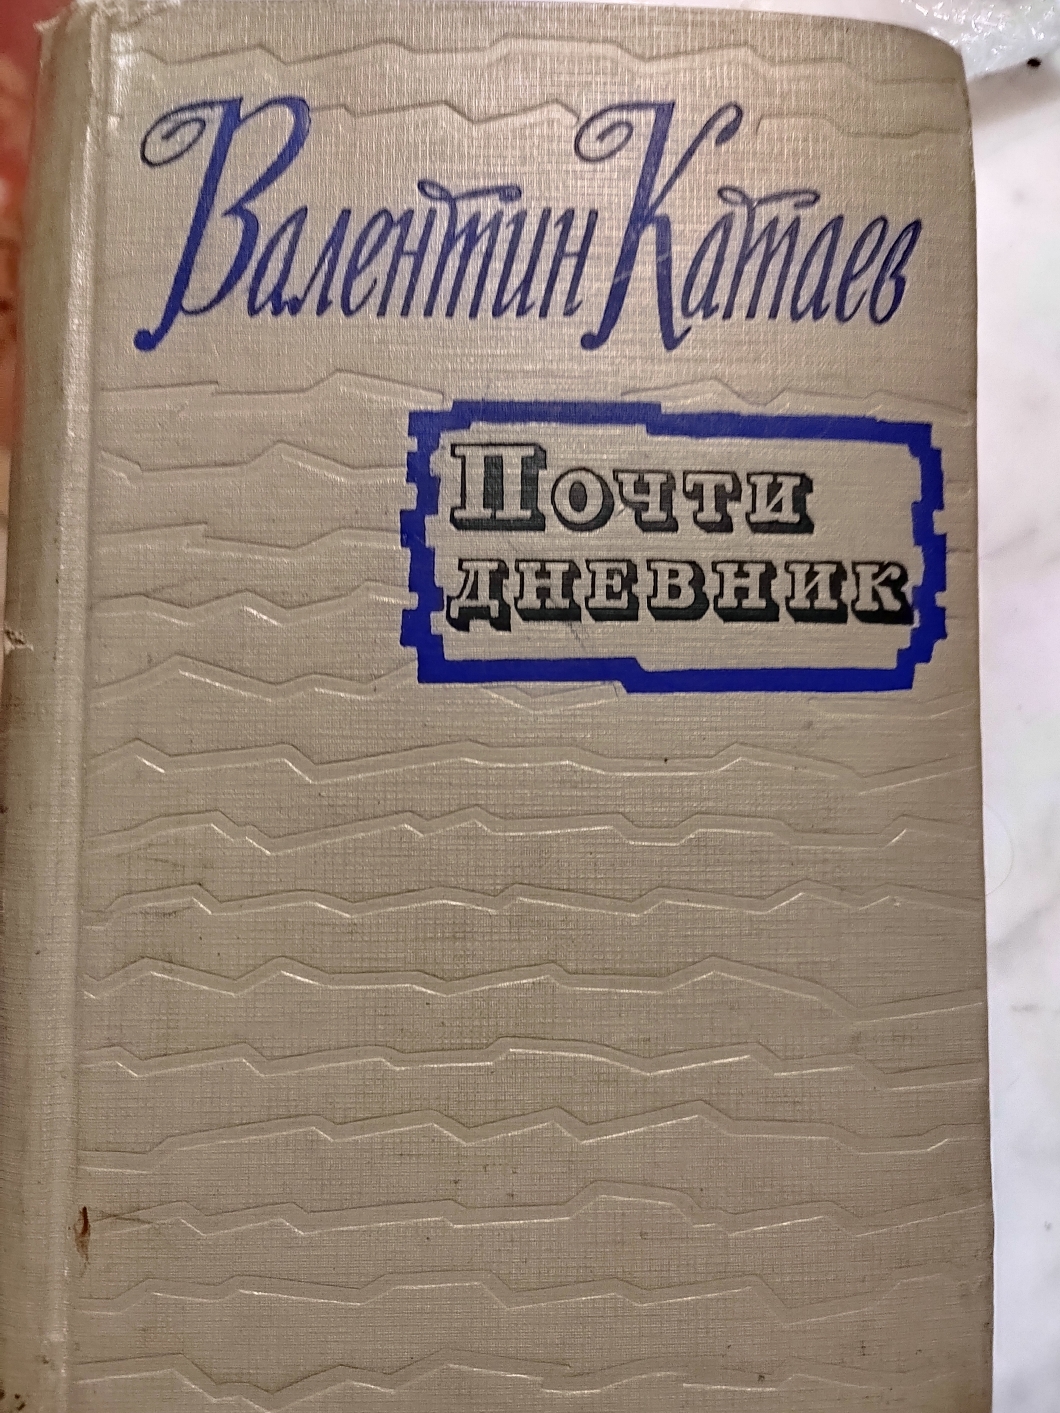 Валентин Катаев
Почти
дневник